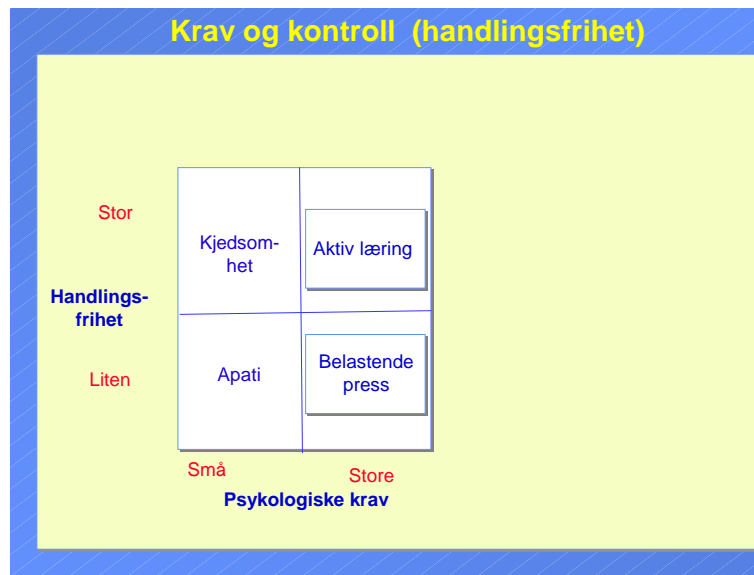 Krav og kontroll (handlingsfrihet)
Stor
Kjedsom-
het
Aktiv læring
Handlings-
frihet
Liten
Apati
Belastende
press
Små
Store
Psykologiske krav